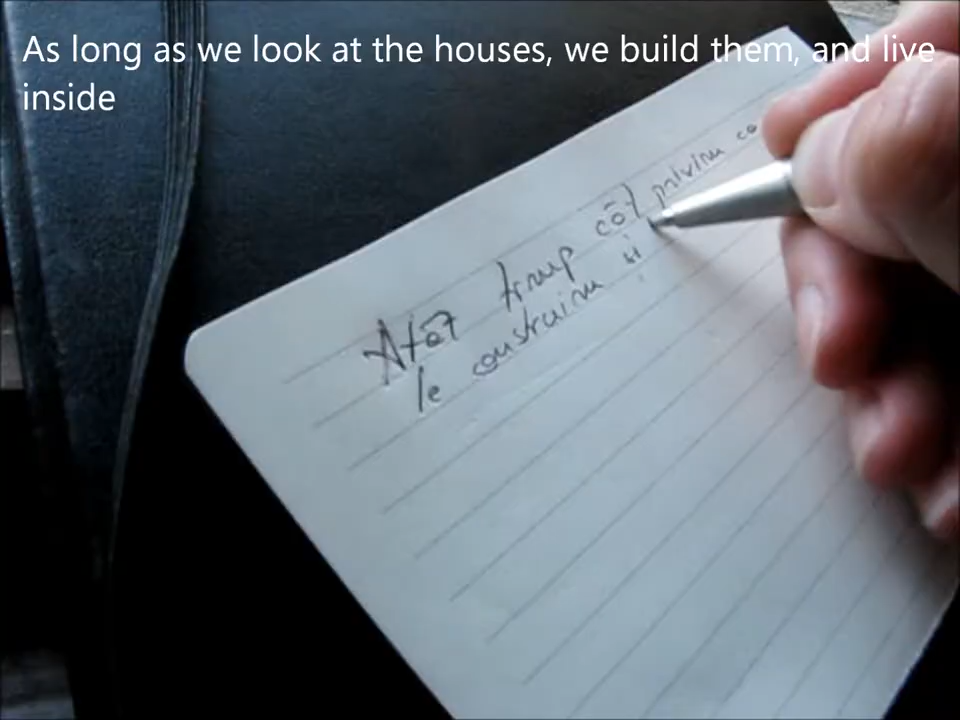 As long as we look at the houses, we build them, and live
inside
Atât timp cât privim ca
le construim și